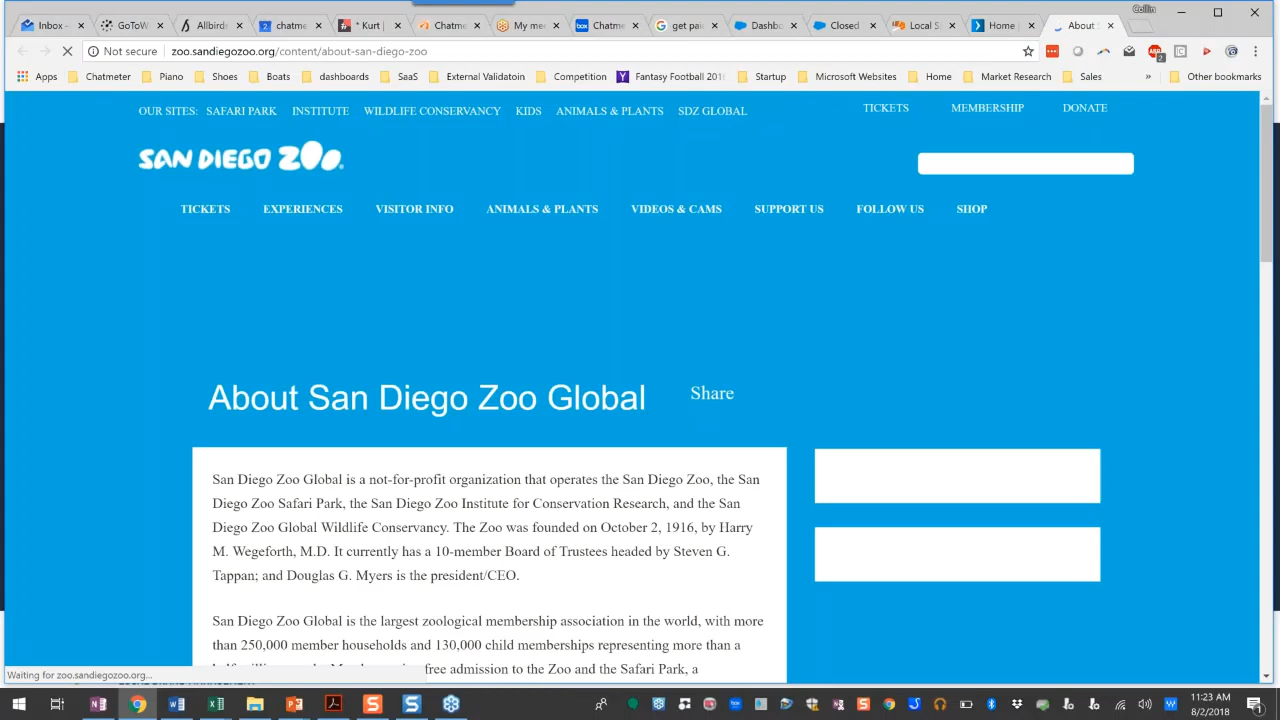 Collin
Inbox -
GoToW
Allbirds
chatme
* Kurt |
Chatme
My me
Chatme
get paid
Dashbo
Closed
Local S
Home
About S
Not secure
zoo.sandiegozoo.org/content/about-san-diego-zoo
Apps
Chatmeter
Piano
Shoes
Boats
dashboards
SaaS
External Validatoin
Competition
Fantasy Football 201
Startup
Microsoft Websites
Home
Market Research
Sales
»
Other bookmarks
OUR SITES: SAFARI PARK INSTITUTE WILDLIFE CONSERVANCY KIDS ANIMALS & PLANTS SDZ GLOBAL
TICKETS MEMBERSHIP DONATE
SAN DIEGO ZOO®
TICKETS EXPERIENCES VISITOR INFO ANIMALS & PLANTS VIDEOS & CAMS SUPPORT US FOLLOW US SHOP
About San Diego Zoo Global
Share
San Diego Zoo Global is a not-for-profit organization that operates the San Diego Zoo, the San
Diego Zoo Safari Park, the San Diego Zoo Institute for Conservation Research, and the San
Diego Zoo Global Wildlife Conservancy. The Zoo was founded on October 2, 1916, by Harry
M. Wegeforth, M.D. It currently has a 10-member Board of Trustees headed by Steven G.
Tappan; and Douglas G. Myers is the president/CEO.
San Diego Zoo Global is the largest zoological membership association in the world, with more
than 250,000 member households and 130,000 child memberships representing more than a
free admission to the Zoo and the Safari Park, a
Waiting for zoo.sandiegozoo.org...
11:23 AM
8/2/2018